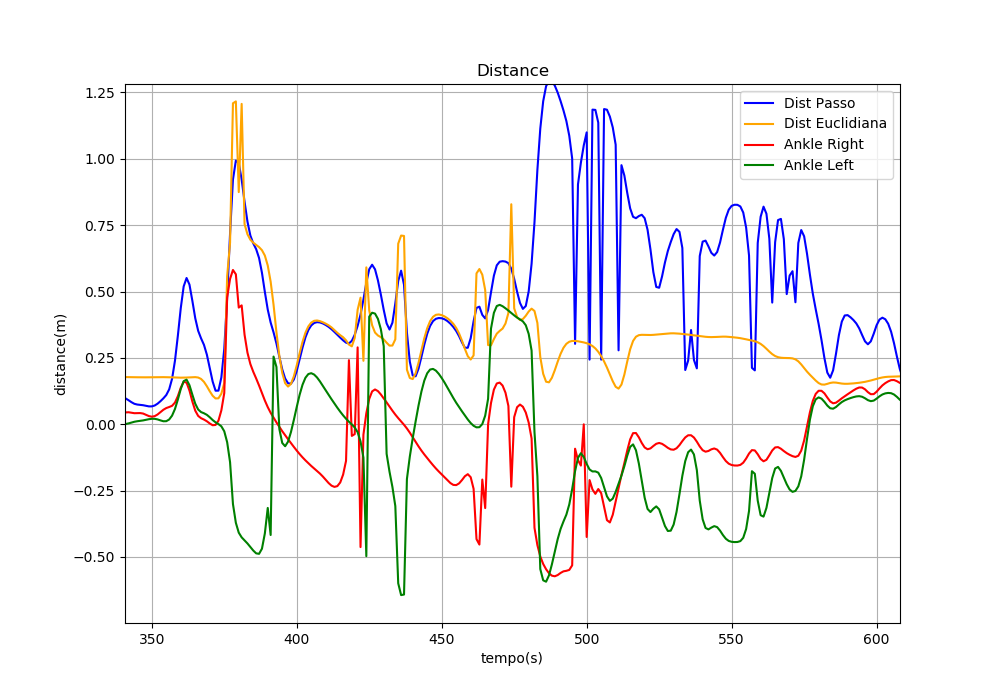 Distance
1.25
1.00
0.75
0.50
0.25
0.00
−0.25
−0.50
distance(m)
Dist Passo
Dist Euclidiana
Ankle Right
Ankle Left
350
400
450
500
550
600
tempo(s)